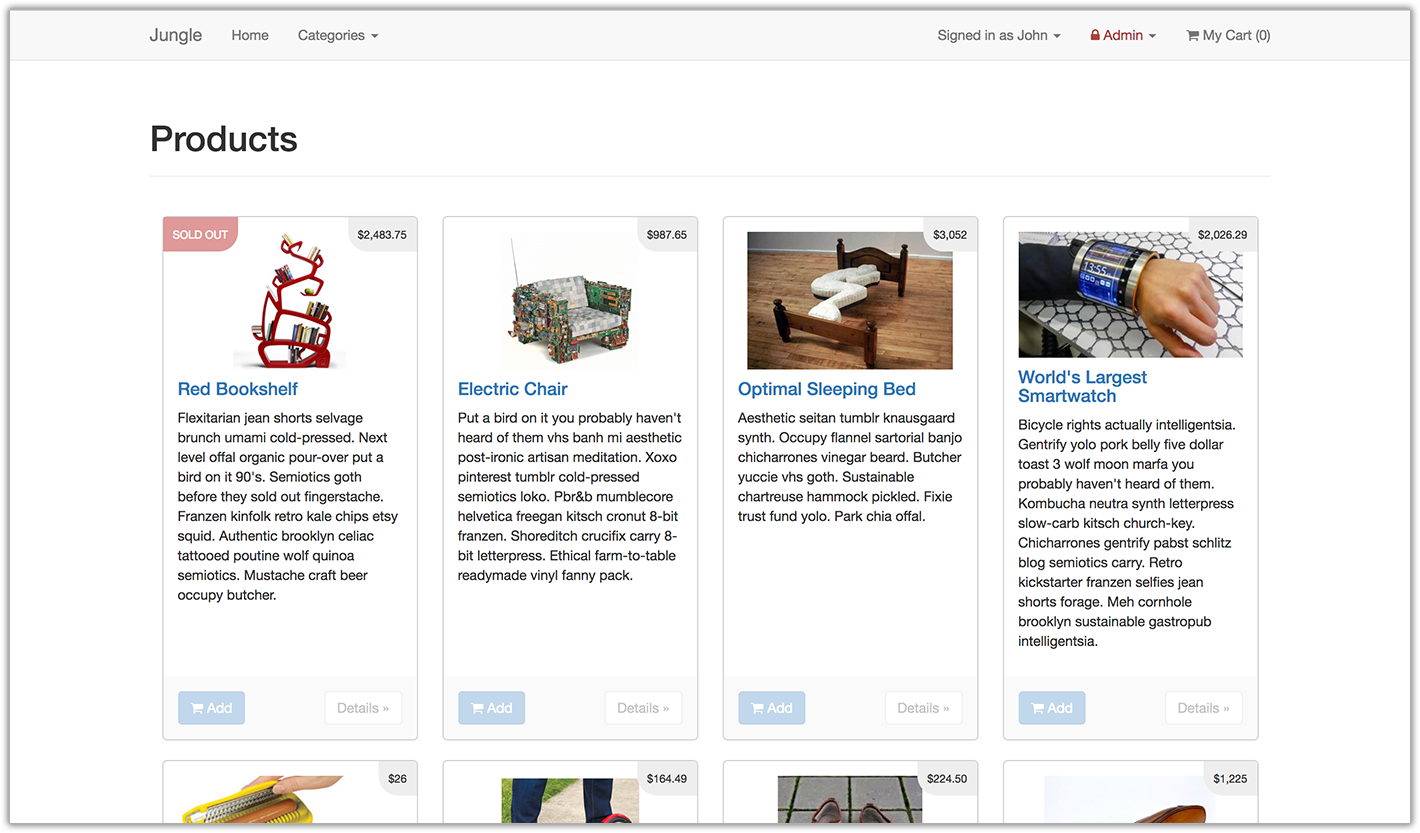 Jungle Home Categories Signed in as John Admin My Cart (0)
Products
SOLD OUT $2,483.75
Red Bookshelf
Flexitarian jean shorts selvage
brunch umami cold-pressed. Next
level offal organic pour-over put a
bird on it 90's. Semiotics goth
before they sold out fingerstache.
Franzen kinfolk retro kale chips etsy
squid. Authentic brooklyn celiac
tattooed poutine wolf quinoa
semiotics. Mustache craft beer
occupy butcher.
Add Details »
$987.65
Electric Chair
Put a bird on it you probably haven't
heard of them vhs banh mi aesthetic
post-ironic artisan meditation. Xoxo
pinterest tumblr cold-pressed
semiotics loko. Pbr&b mumblecore
helvetica freegan kitsch cronut 8-bit
franzen. Shoreditch crucifix carry 8-
bit letterpress. Ethical farm-to-table
readymade vinyl fanny pack.
Add Details »
$3,052
Optimal Sleeping Bed
Aesthetic seitan tumblr knausgaard
synth. Occupy flannel sartorial banjo
chicharrones vinegar beard. Butcher
yuccie vhs goth. Sustainable
chartreuse hammock pickled. Fixie
trust fund yolo. Park chia offal.
Add Details »
$2,026.29
13:55
World's Largest
Smartwatch
Bicycle rights actually intelligentsia.
Gentrify yolo pork belly five dollar
toast 3 wolf moon marfa you
probably haven't heard of them.
Kombucha neutra synth letterpress
slow-carb kitsch church-key.
Chicharrones gentrify pabst schlitz
blog semiotics carry. Retro
kickstarter franzen selfies jean
shorts forage. Meh cornhole
brooklyn sustainable gastropub
intelligentsia.
Add Details »
$26
$164.49
$224.50
$1,225